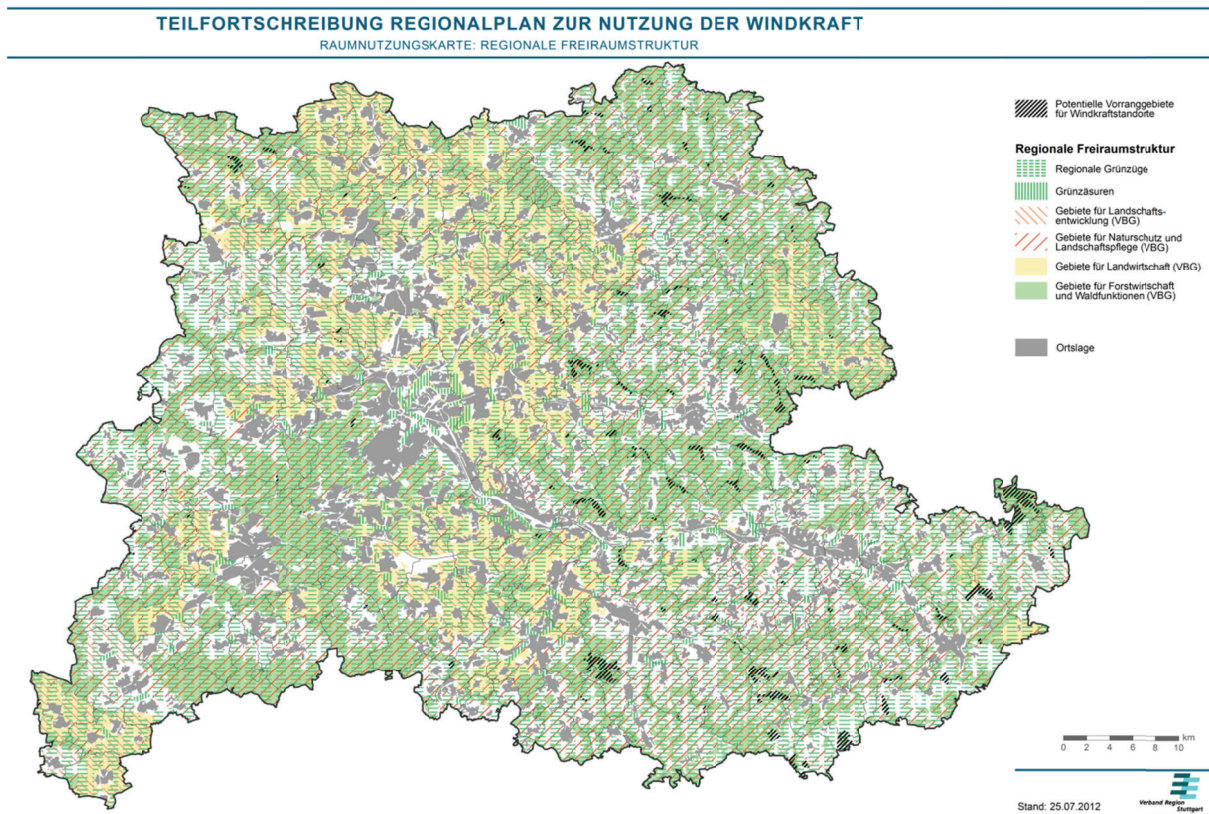 TEILFORTSCHREIBUNG REGIONALPLAN ZUR NUTZUNG DER WINDKRAFT
RAUMNUTZUNGSKARTE: REGIONALE FREIRAUMSTRUKTUR
Potentielle Vorranggebiete
für Windkraftstandorte
Regionale Freiraumstruktur
Regionale Grünzüge
Grünzäsuren
Gebiete für Landschafts-
entwicklung (VBG)
Gebiete für Naturschutz und
Landschaftspflege (VBG)
Gebiete für Landwirtschaft (VBG)
Gebiete für Forstwirtschaft
und Waldfunktionen (VBG)
Ortslage
km
0 2 4 6 8 10
Stand: 25.07.2012
Verband Region
Stuttgart